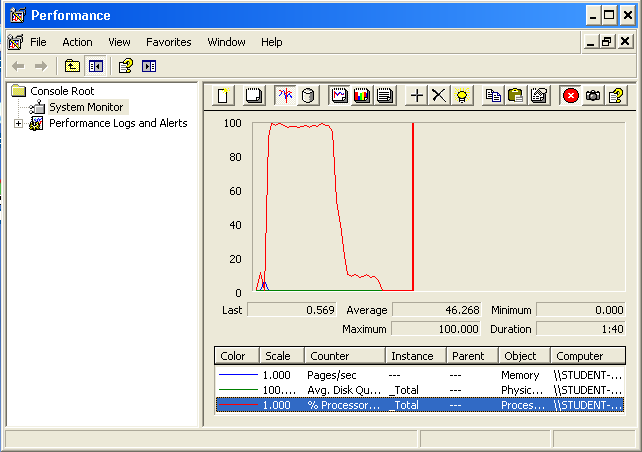 Performance
File Action View Favorites Window Help
Console Root
System Monitor
Performance Logs and Alerts
100
80
60
40
20
0
Last 0.569 Average 46.268 Minimum 0.000
Maximum 100.000 Duration 1:40
Color Scale Counter Instance Parent Object Computer
1.000 Pages/sec --- --- Memory \\STUDENT-...
100.... Avg. Disk Qu... _Total --- Physic... \\STUDENT-...
1.000 % Processor... _Total --- Proces... \\STUDENT-...